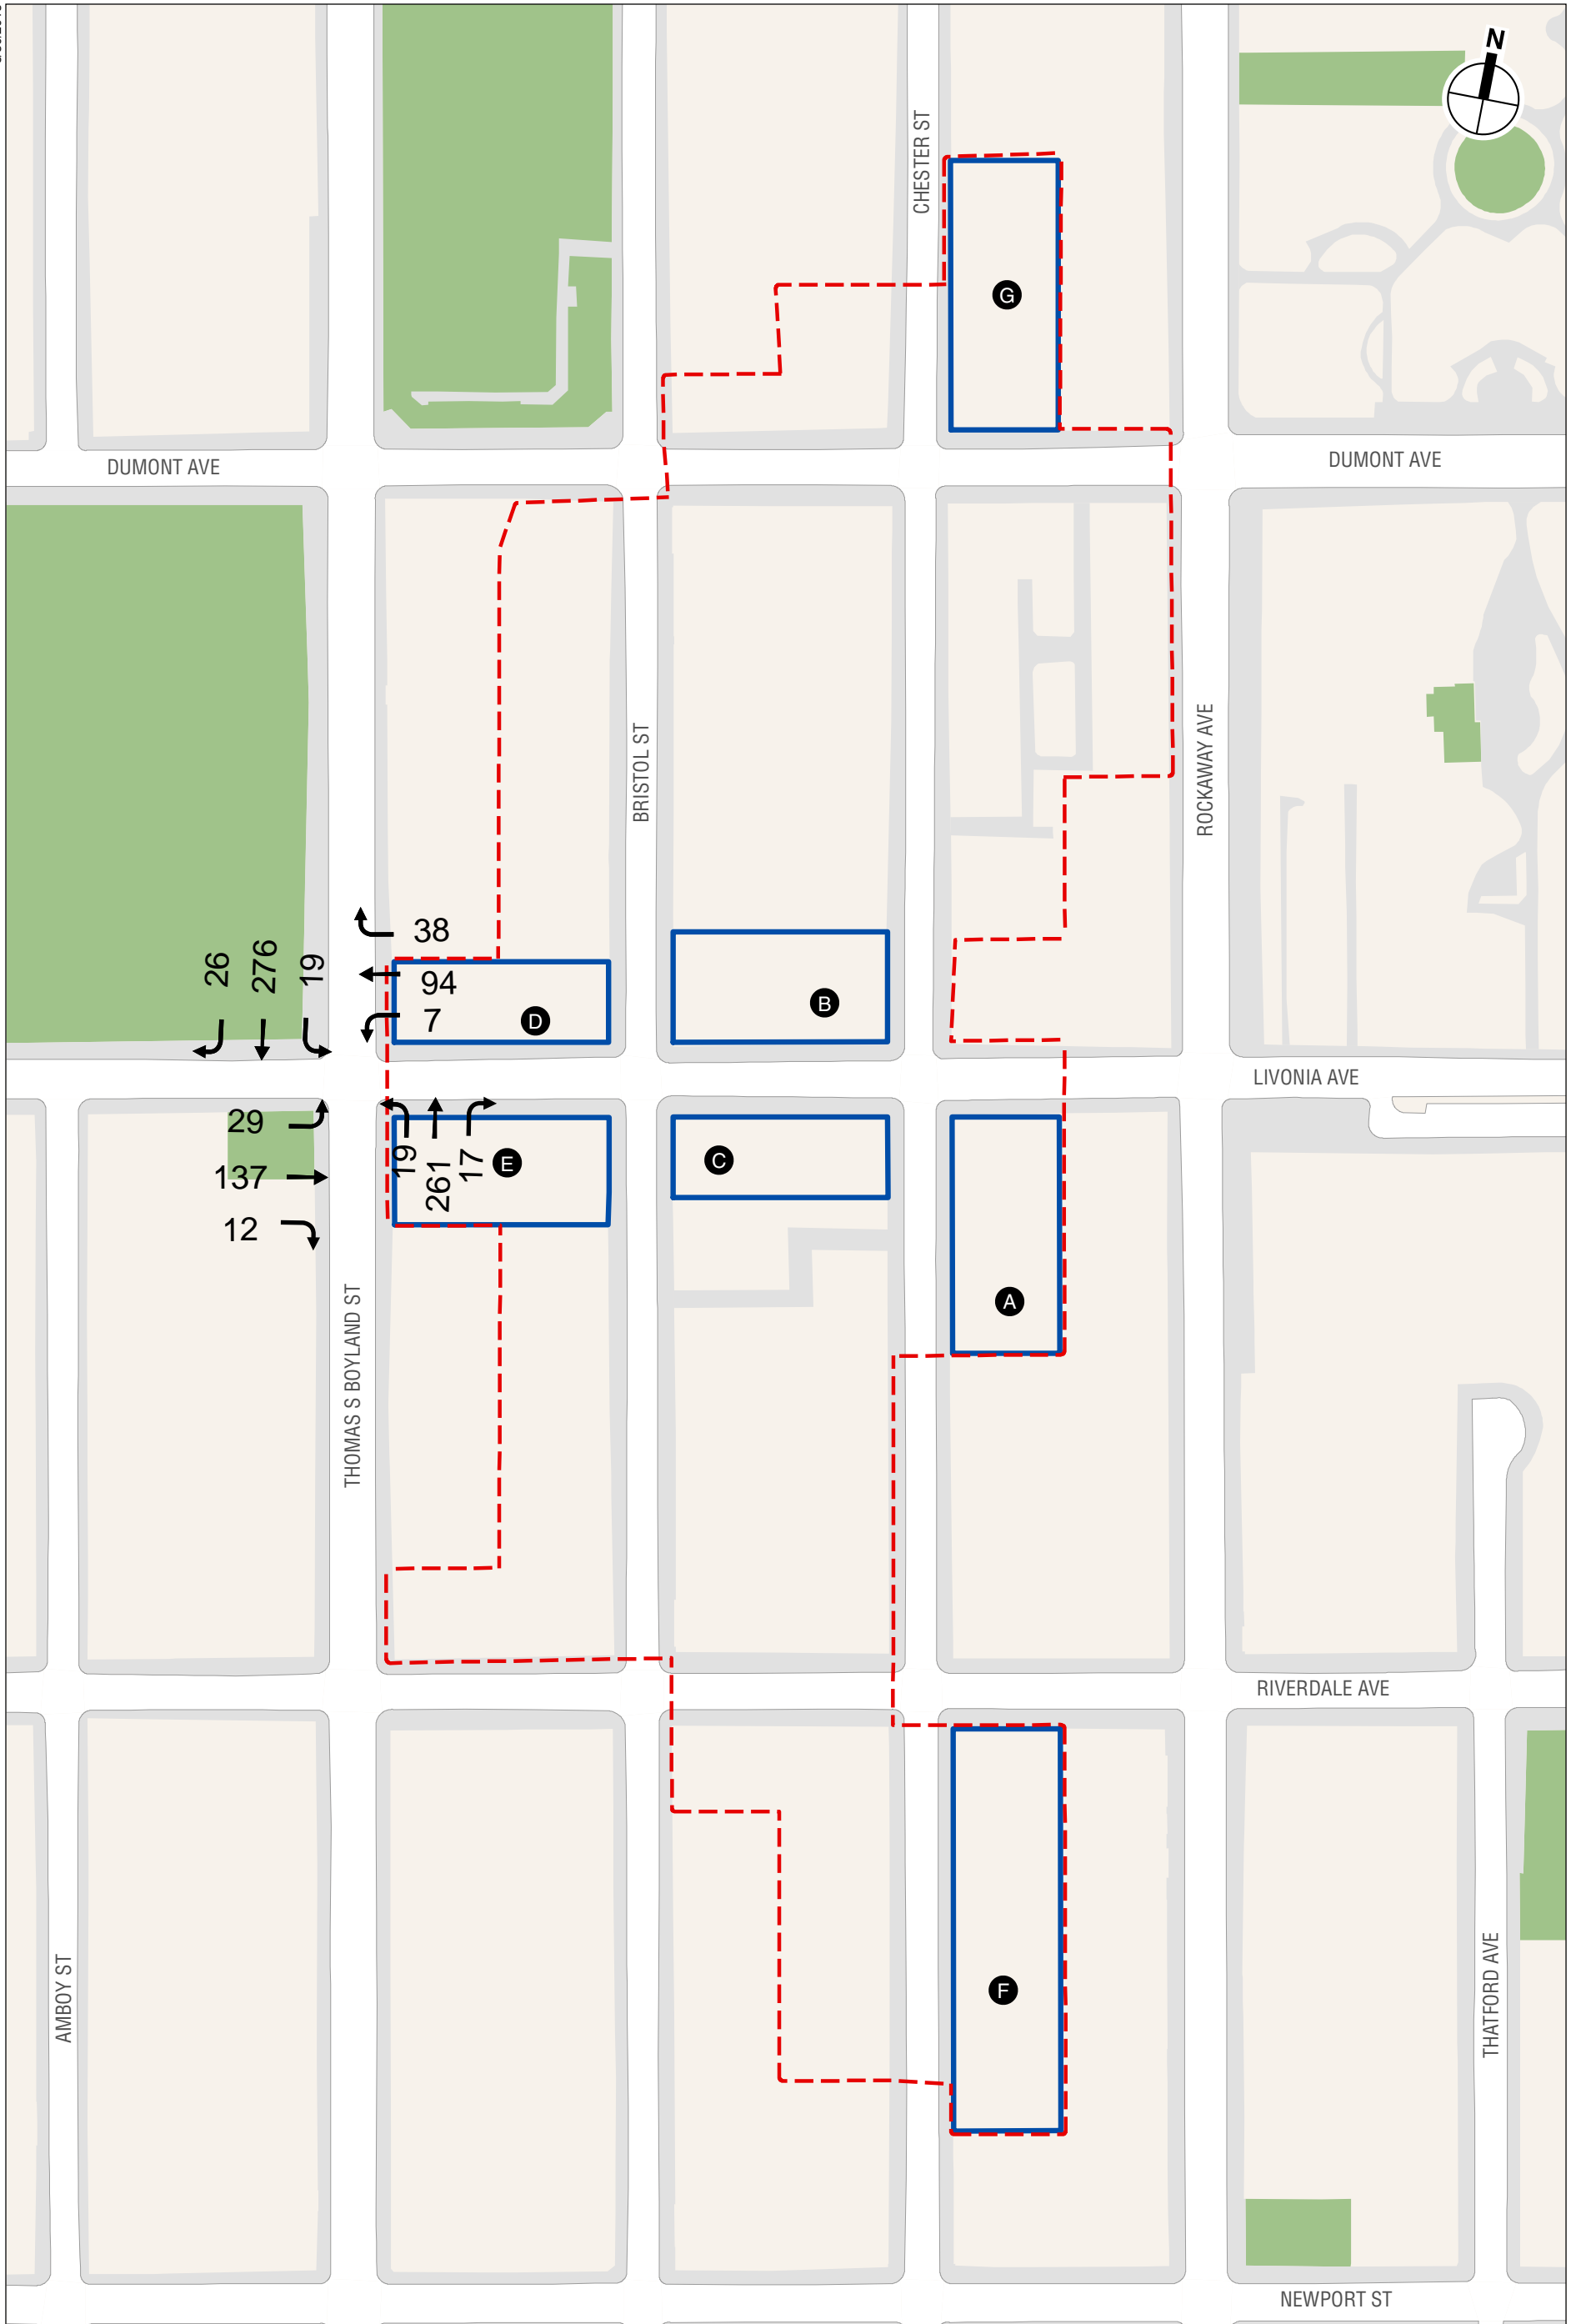 N
CHESTER ST
G
DUMONT AVE
DUMONT AVE
BRISTOL ST
ROCKAWAY AVE
38
26
276
19
94
7
D
B
LIVONIA AVE
29
137
12
19
261
17
E
C
A
THOMAS S BOYLAND ST
RIVERDALE AVE
AMBOY ST
F
THATFORD AVE
NEWPORT ST